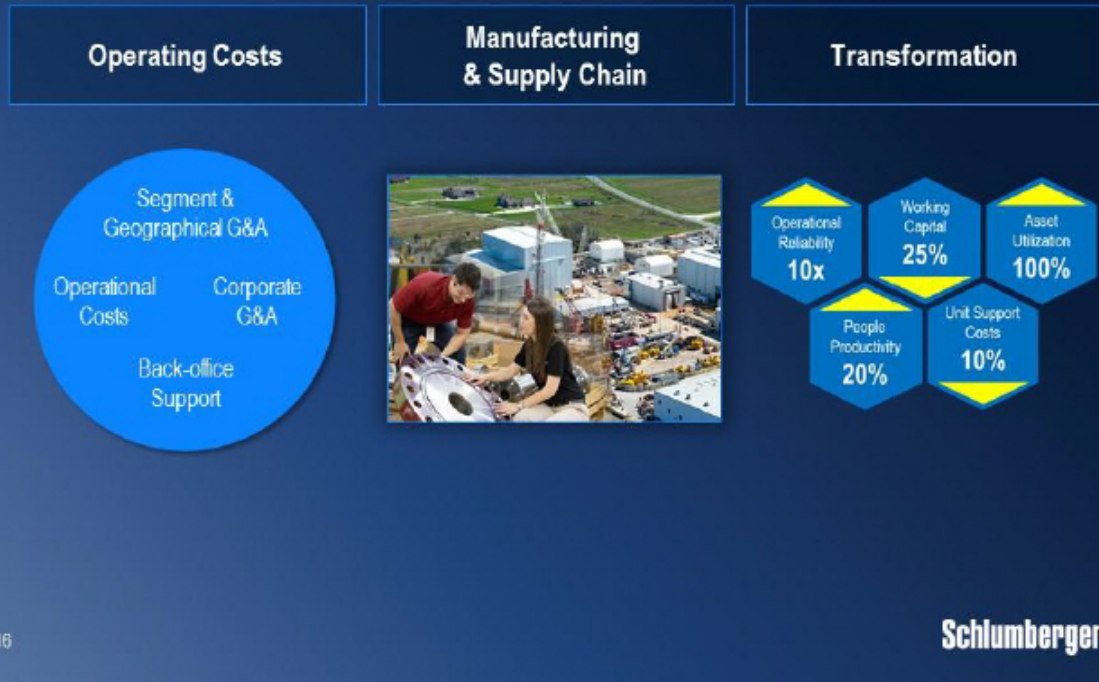 Operating Costs
Manufacturing
& Supply Chain
Transformation
Segment &
Geographical G&A
Operational
Costs
Corporate
G&A
Back-office
Support
Operational
Reliability
10x
Working
Capital
25%
Asset
Utilization
100%
People
Productivity
20%
Unit Support
Costs
10%
16
Schlumberger